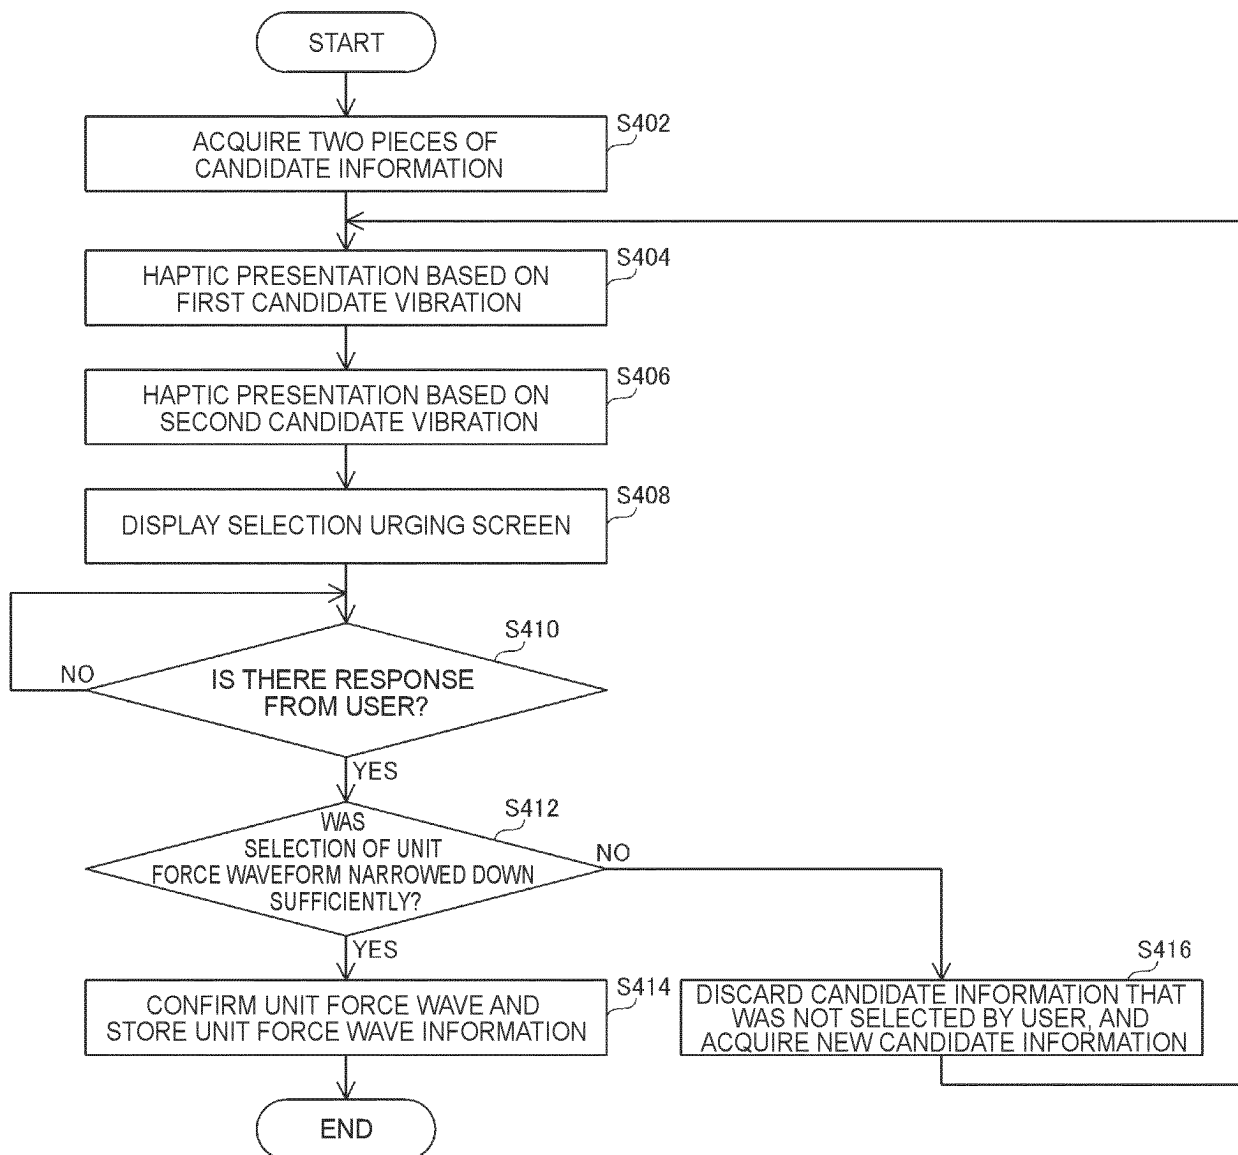 START
S402
ACQUIRE TWO PIECES OF
CANDIDATE INFORMATION
S404
HAPTIC PRESENTATION BASED ON
FIRST CANDIDATE VIBRATION
S406
HAPTIC PRESENTATION BASED ON
SECOND CANDIDATE VIBRATION
S408
DISPLAY SELECTION URGING SCREEN
S410
NO
IS THERE RESPONSE
FROM USER?
YES
S412
WAS
SELECTION OF UNIT
FORCE WAVEFORM NARROWED DOWN
SUFFICIENTLY?
NO
YES
S414
CONFIRM UNIT FORCE WAVE AND
STORE UNIT FORCE WAVE INFORMATION
S416
DISCARD CANDIDATE INFORMATION THAT
WAS NOT SELECTED BY USER, AND
ACQUIRE NEW CANDIDATE INFORMATION
END